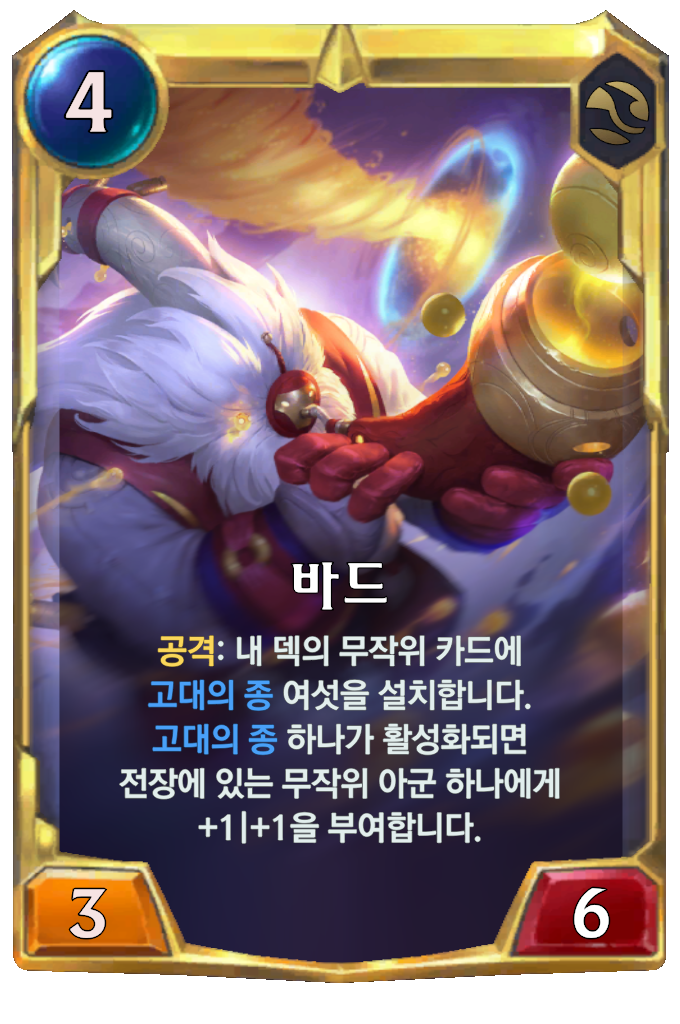 4
바드
공격: 내 덱의 무작위 카드에
고대의 종 여섯을 설치합니다.
고대의 종 하나가 활성화되면
전장에 있는 무작위 아군 하나에게
+1|+1을 부여합니다.
3
6